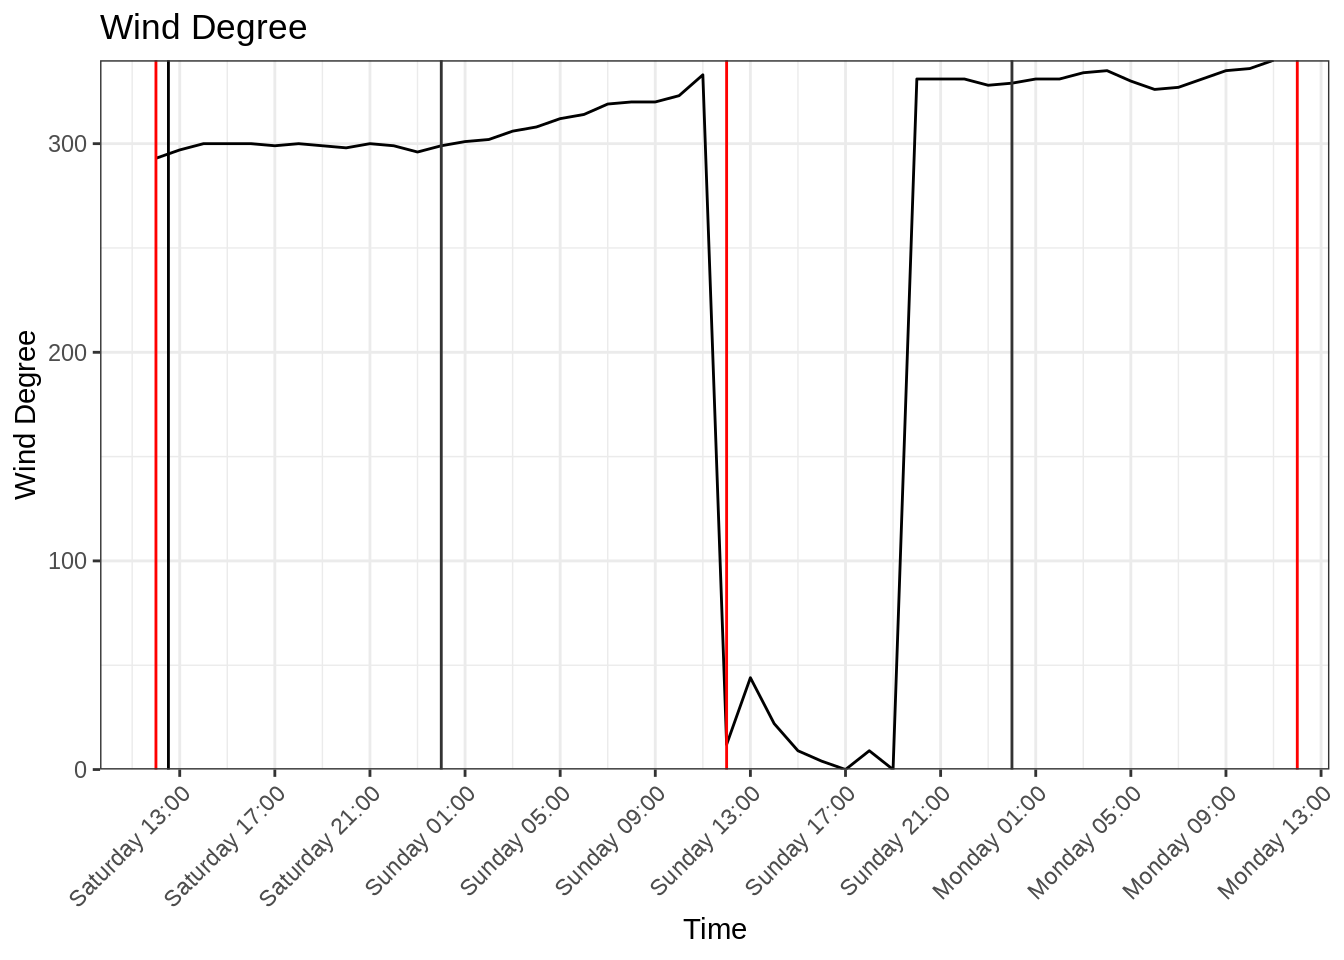 Wind Degree
Wind Degree
300
200
100
0
Saturday 13:00
Saturday 17:00
Saturday 21:00
Sunday 01:00
Sunday 05:00
Sunday 09:00
Sunday 13:00
Sunday 17:00
Sunday 21:00
Monday 01:00
Monday 05:00
Monday 09:00
Monday 13:00
Time